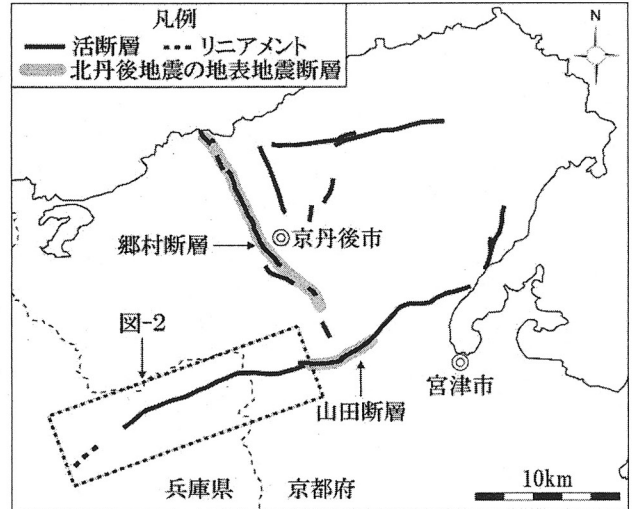 凡例
N
活断層 リニアメント
北丹後地震の地表地震断層
郷村断層
京丹後市
図-2
宮津市
山田断層
兵庫県 京都府
10km